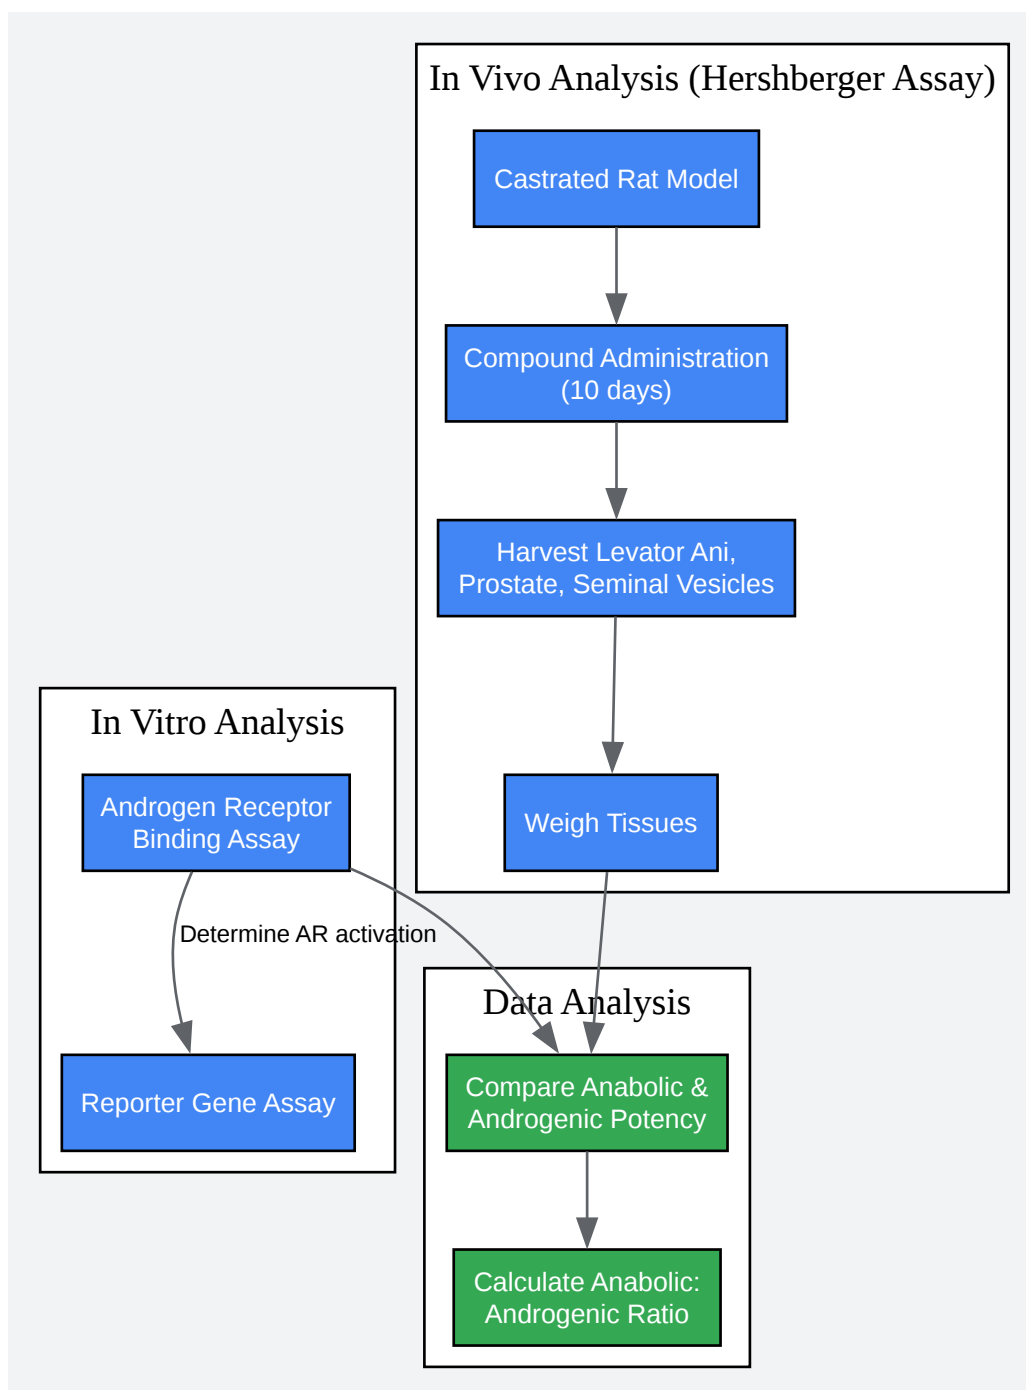 In Vivo Analysis (Hershberger Assay)
Castrated Rat Model
Compound Administration
(10 days)
Harvest Levator Ani,
Prostate, Seminal Vesicles
Weigh Tissues
In Vitro Analysis
Androgen Receptor
Binding Assay
Determine AR activation
Reporter Gene Assay
Data Analysis
Compare Anabolic &
Androgenic Potency
Calculate Anabolic:
Androgenic Ratio